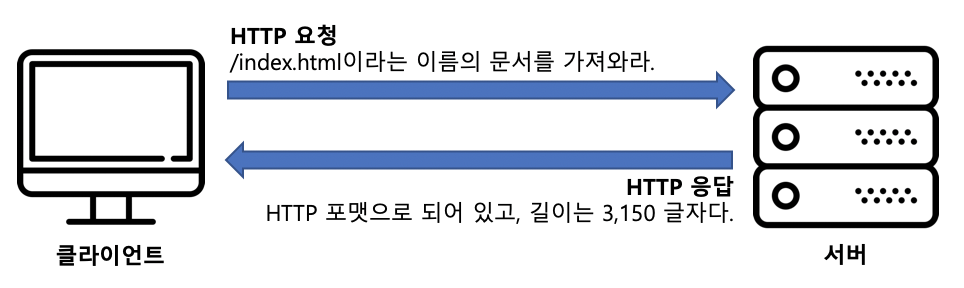 HTTP 요청
/index.html이라는 이름의 문서를 가져와라.
HTTP 응답
HTTP 포맷으로 되어 있고, 길이는 3,150 글자다.
클라이언트
서버